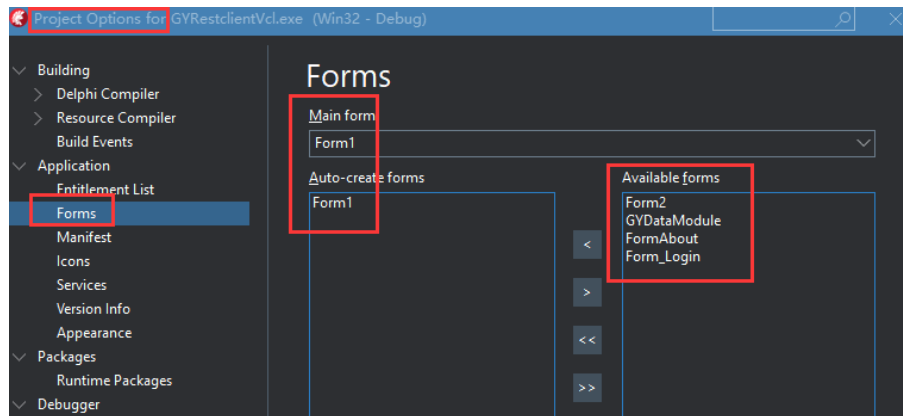 Project Options for GYRestclientVcl.exe (Win32 - Debug)
Building
Delphi Compiler
Resource Compiler
Build Events
Application
Entitlement List
Forms
Manifest
Icons
Services
Version Info
Appearance
Packages
Runtime Packages
Debugger
Forms
Main form
Form1
Auto-create forms
Form1
<
>
<<
>>
Available forms
Form2
GYDataModule
FormAbout
Form_Login